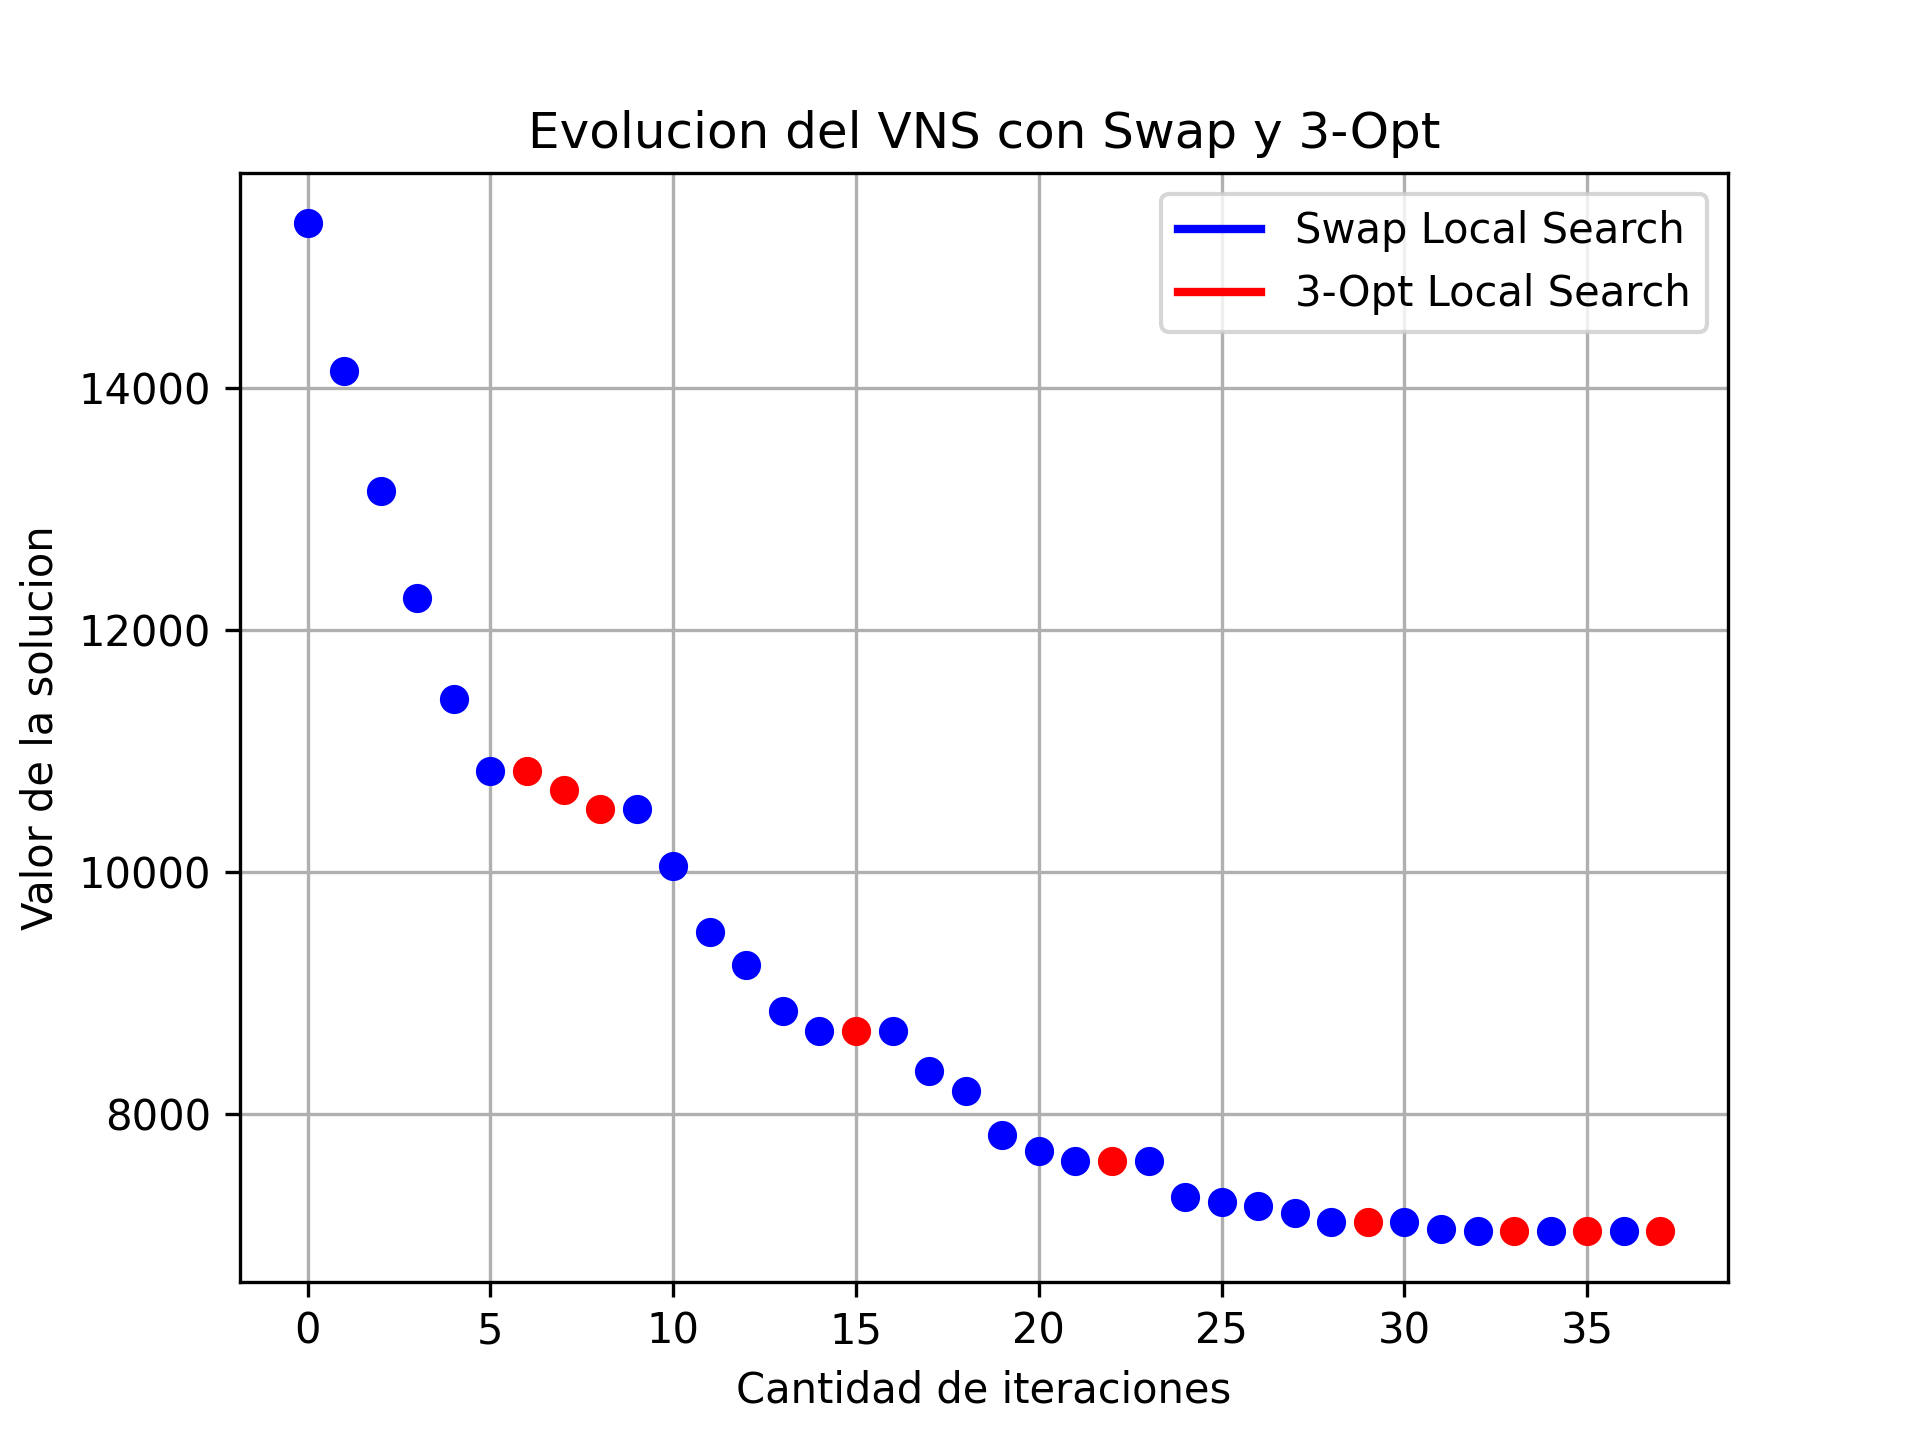 Evolucion del VNS con Swap y 3-Opt
Swap Local Search
3-Opt Local Search
Valor de la solucion
14000
12000
10000
8000
0 5 10 15 20 25 30 35
Cantidad de iteraciones